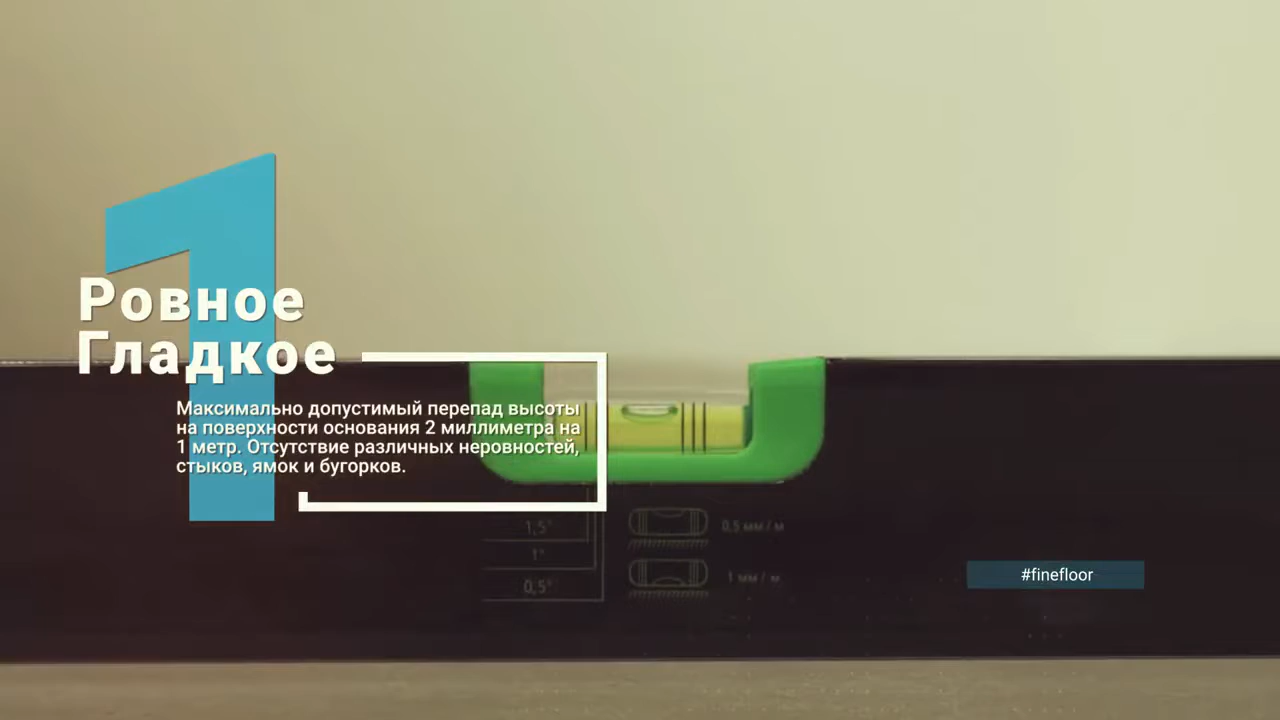 1
Ровное
Гладкое
Максимально допустимый перепад высоты
на поверхности основания 2 миллиметра на
1 метр. Отсутствие различных неровностей,
стыков, ямок и бугорков.
1,5°
0,5 мм / м
1°
1 мм / м
0,5°
#finefloor